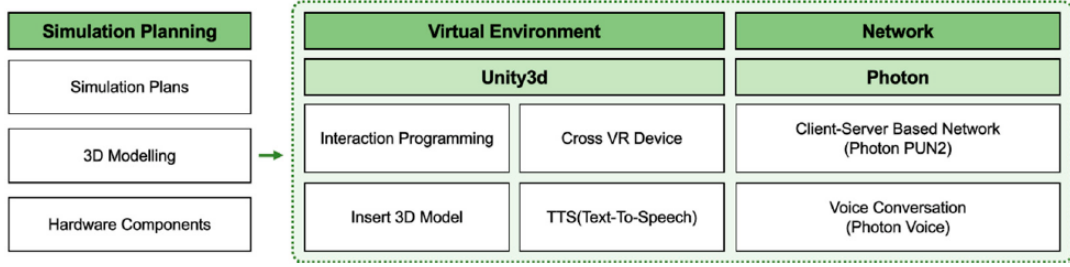 Simulation Planning
Simulation Plans
3D Modelling
Hardware Components
Virtual Environment
Unity3d
Interaction Programming
Cross VR Device
Insert 3D Model
TTS(Text-To-Speech)
Network
Photon
Client-Server Based Network
(Photon PUN2)
Voice Conversation
(Photon Voice)